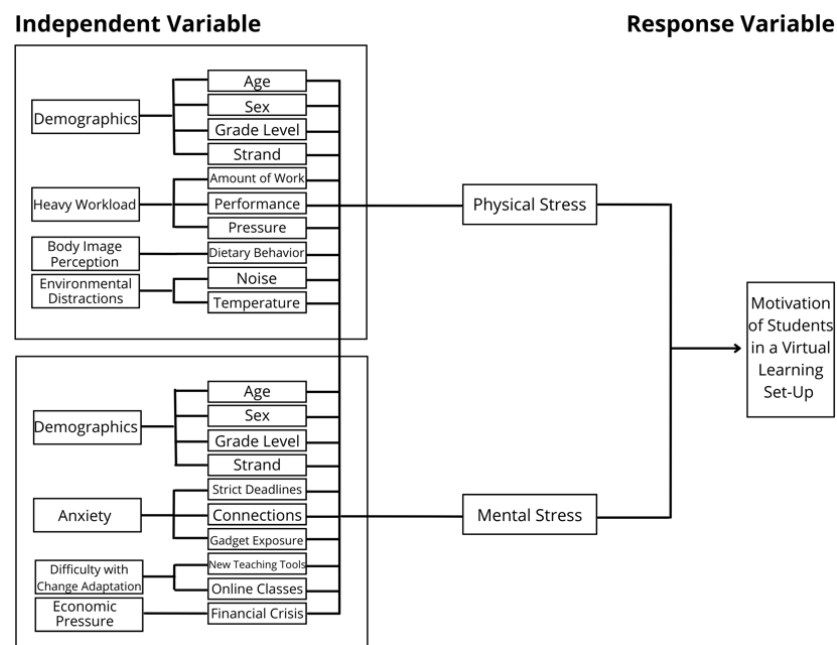 Independent Variable
Response Variable
Demographics
Age
Sex
Grade Level
Strand
Heavy Workload
Amount of Work
Performance
Pressure
Body Image
Perception
Dietary Behavior
Environmental
Distractions
Noise
Temperature
Physical Stress
Demographics
Age
Sex
Grade Level
Strand
Anxiety
Strict Deadlines
Connections
Gadget Exposure
Difficulty with
Change Adaptation
New Teaching Tools
Online Classes
Economic
Pressure
Financial Crisis
Mental Stress
Motivation
of Students
in a Virtual
Learning
Set-Up